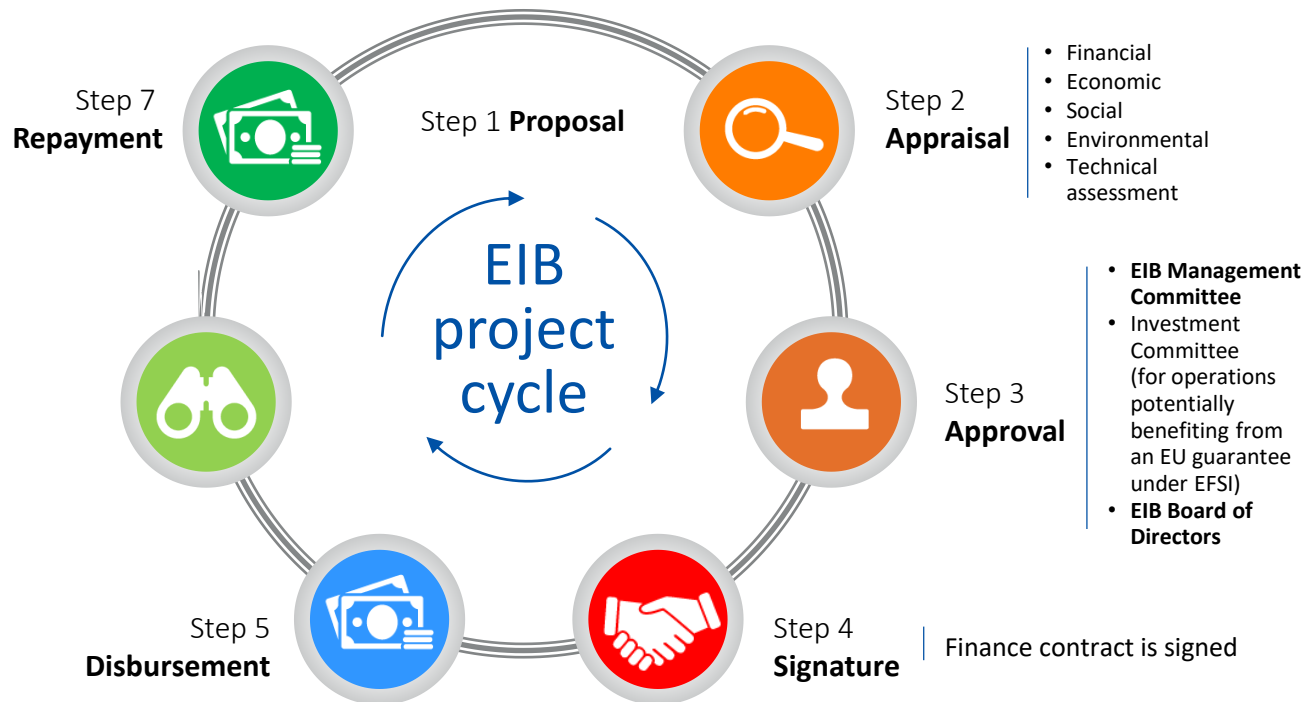 Step 1 Proposal
Step 2
Appraisal
• Financial
• Economic
• Social
• Environmental
• Technical
assessment
EIB
project
cycle
Step 3
Approval
• EIB Management
Committee
• Investment
Committee
(for operations
potentially
benefiting from
an EU guarantee
under EFSI)
• EIB Board of
Directors
Step 4
Signature
Finance contract is signed
Step 5
Disbursement
Step 7
Repayment